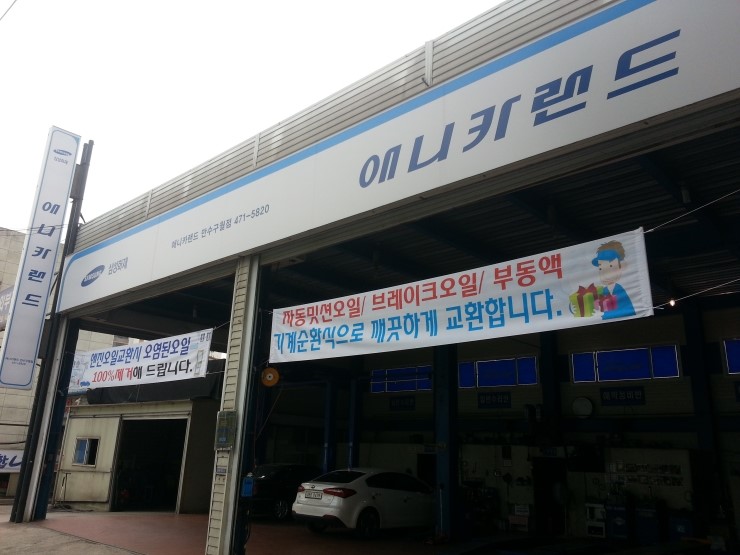 애니카랜드
SAMSUNG
삼성화재
애니카랜드 만수구월점 471-5820
애니카랜드
자동밋션오일/ 브레이크오일/ 부동액
기계순환식으로 깨끗하게 교환합니다.
엔진오일교환시 오염된오일
100%제거해 드립니다.